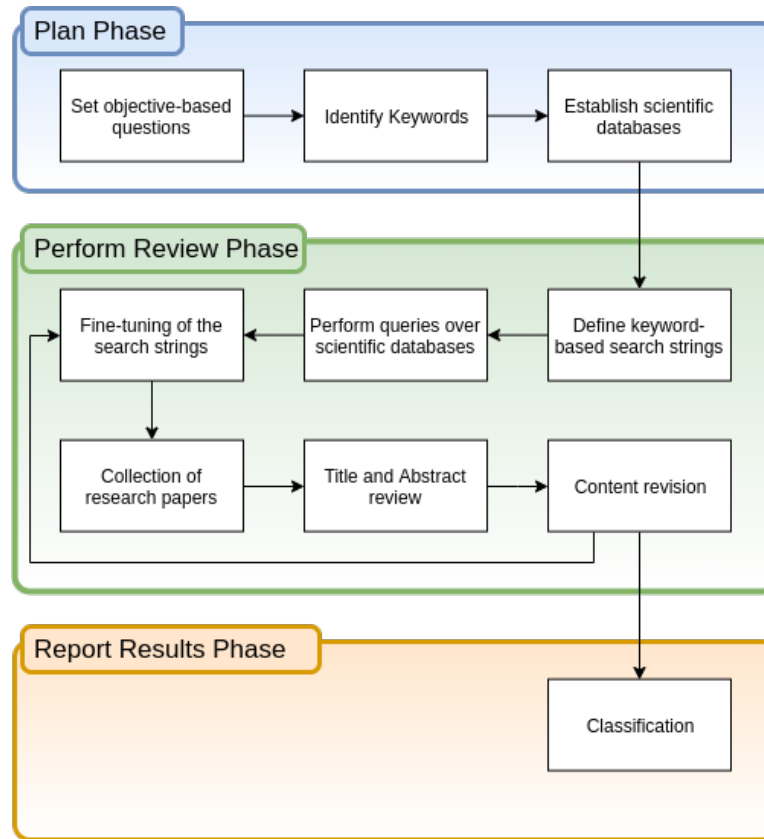 Plan Phase
Set objective-based
questions
Identify Keywords
Establish scientific
databases
Perform Review Phase
Fine-tuning of the
search strings
Perform queries over
scientific databases
Define keyword-
based search strings
Collection of
research papers
Title and Abstract
review
Content revision
Report Results Phase
Classification